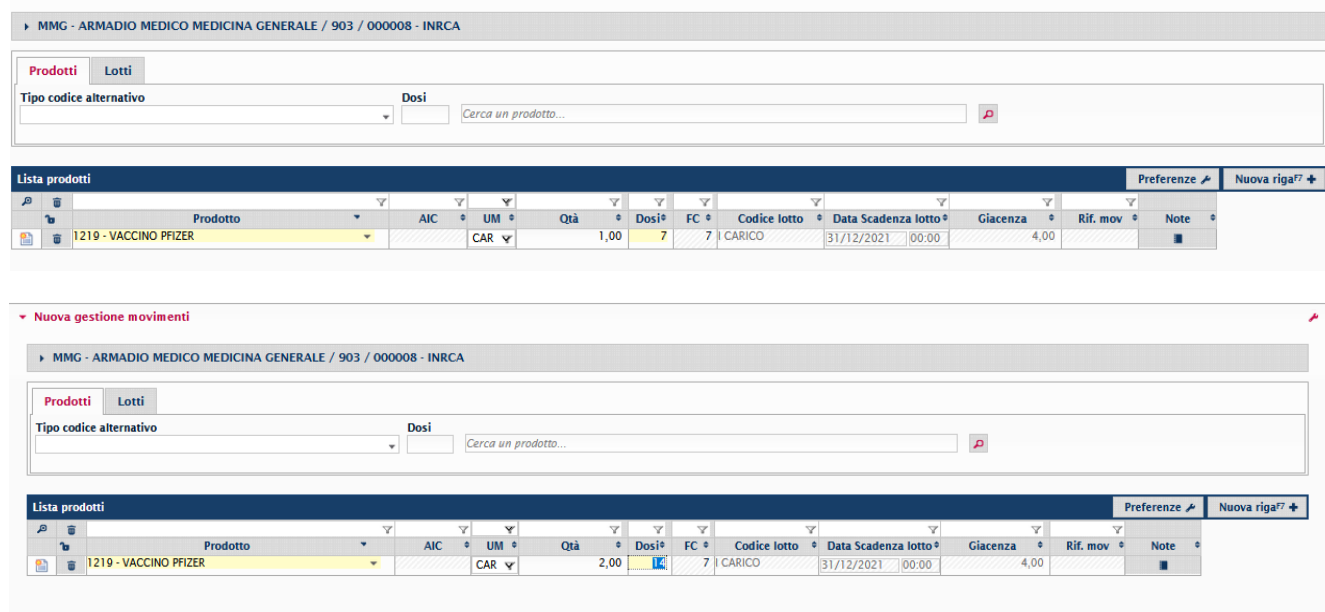 MMG - ARMADIO MEDICO MEDICINA GENERALE / 903 / 000008 - INRCA
Prodotti Lotti
Tipo codice alternativo Dosi
Cerca un prodotto...
Lista prodotti Preferenze Nuova riga F7
Prodotto AIC UM Qtà Dosi FC Codice lotto Data Scadenza lotto Giacenza Rif. mov Note
1219 - VACCINO PFIZER CAR 1,00 7 7 I CARICO 31/12/2021 00:00 4,00
Nuova gestione movimenti
MMG - ARMADIO MEDICO MEDICINA GENERALE / 903 / 000008 - INRCA
Prodotti Lotti
Tipo codice alternativo Dosi
Cerca un prodotto...
Lista prodotti Preferenze Nuova riga F7
Prodotto AIC UM Qtà Dosi FC Codice lotto Data Scadenza lotto Giacenza Rif. mov Note
1219 - VACCINO PFIZER CAR 2,00 14 7 I CARICO 31/12/2021 00:00 4,00